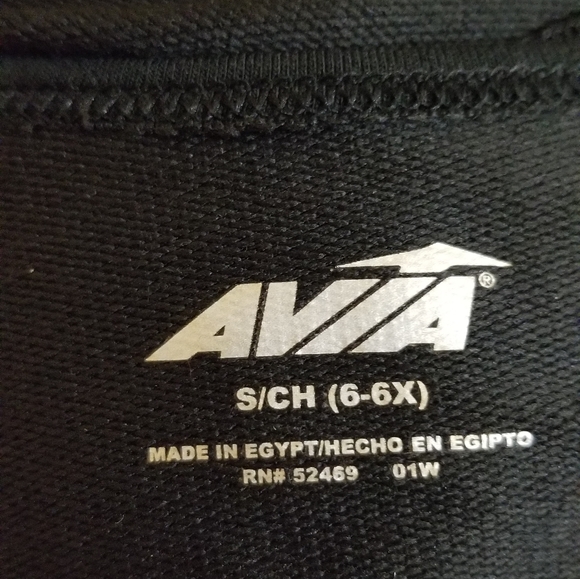 AVIA®
S/CH (6-6X)
MADE IN EGYPT/HECHO EN EGIPTO
RN# 52469 01W